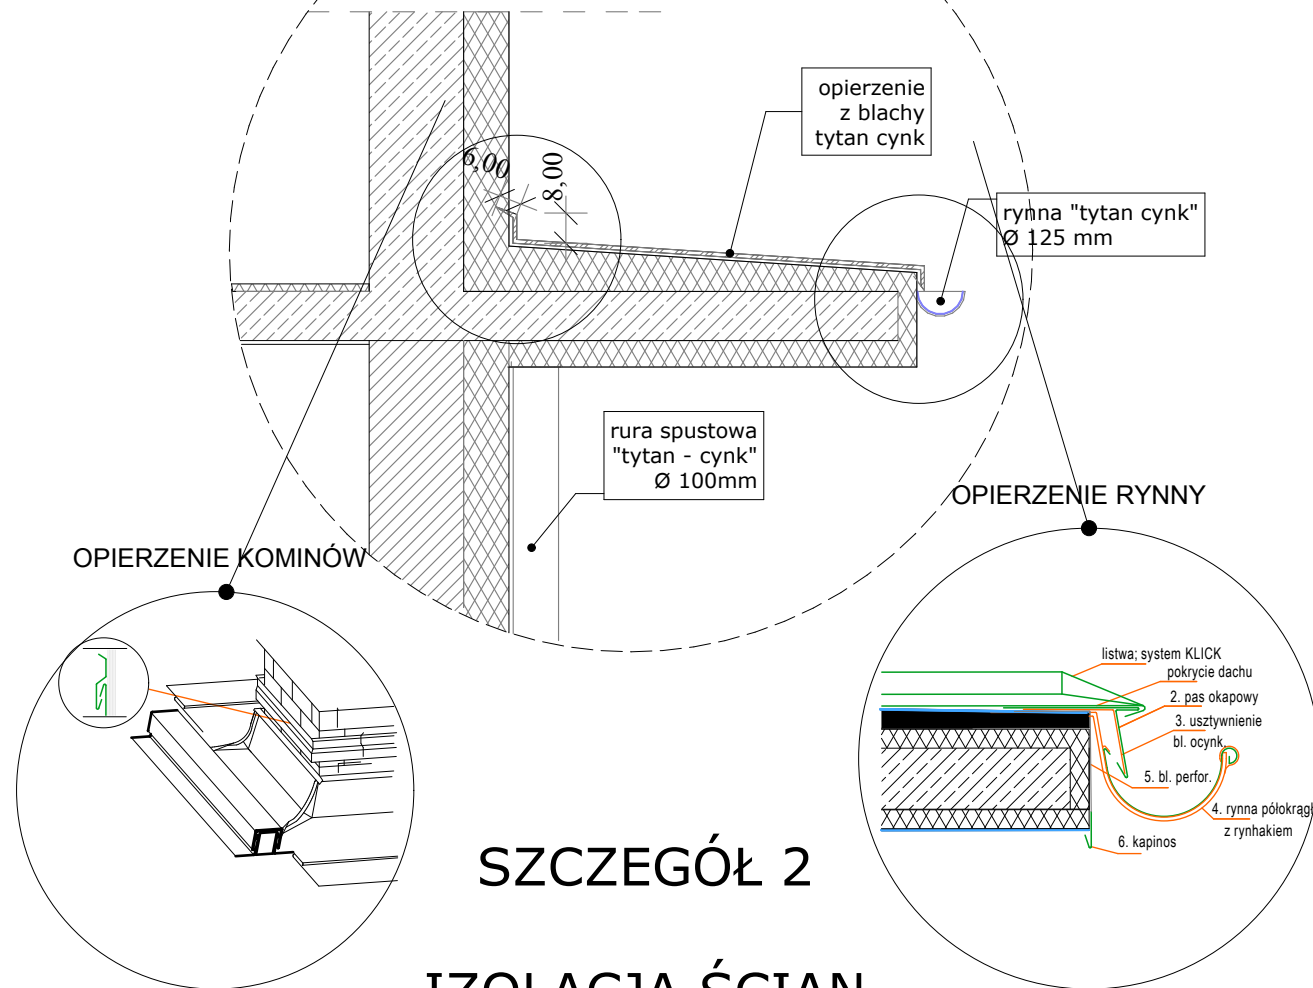 opierzenie
z blachy
tytan cynk
6,00
8,00
rynna "tytan cynk"
Ø 125 mm
rura spustowa
"tytan - cynk"
Ø 100mm
OPIERZENIE RYNNY
OPIERZENIE KOMINÓW
listwa; system KLICK
pokrycie dachu
2. pas okapowy
3. usztywnienie
bl. ocynk.
5. bl. perfor.
4. rynna półokrągł
z rynhakiem
6. kapinos
SZCZEGÓŁ 2
IZOLACJA ŚCIAN